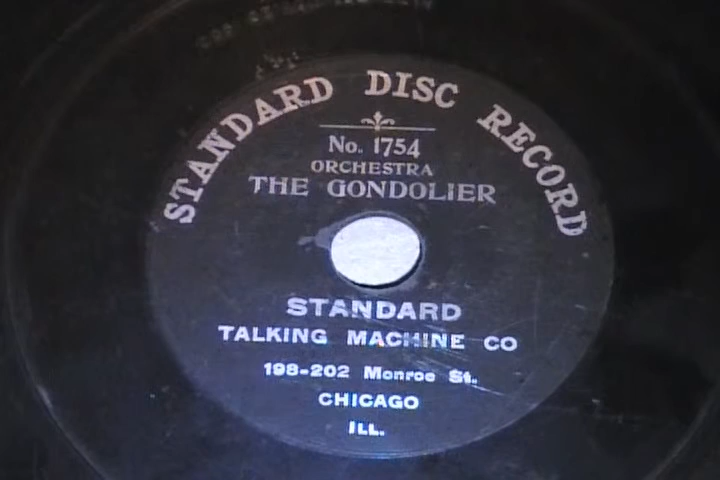 STANDARD DISC RECORD
No. 1754
ORCHESTRA
THE GONDOLIER
STANDARD
TALKING MACHINE CO
198-202 Monroe St.
CHICAGO
ILL.